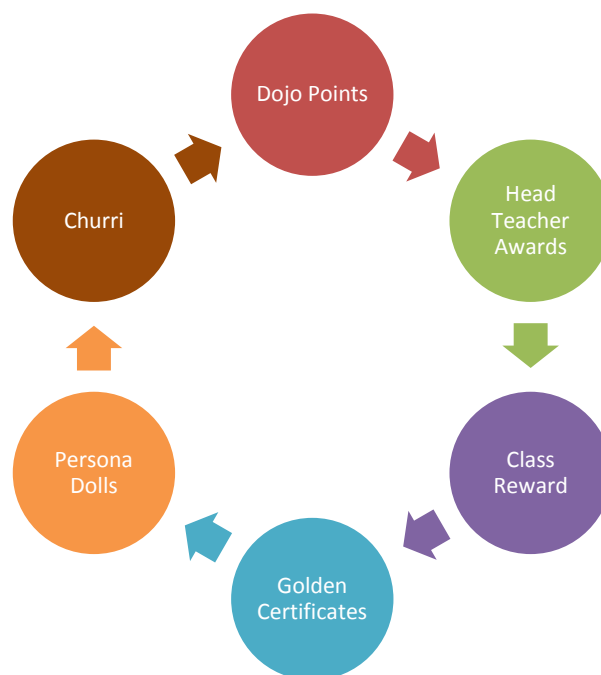 Dojo Points
Head
Teacher
Awards
Class
Reward
Golden
Certificates
Persona
Dolls
Churri